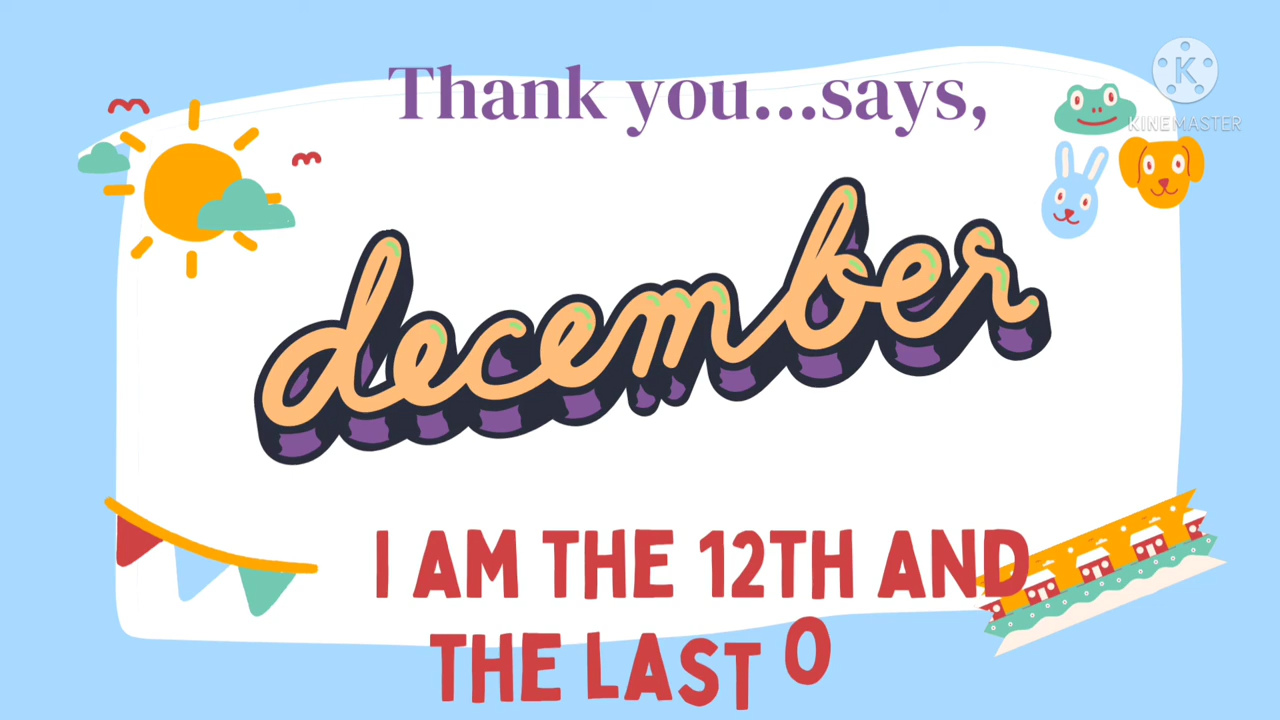 Thank you...says,
K
KINEMASTER
december
I AM THE 12TH AND
THE LAST O